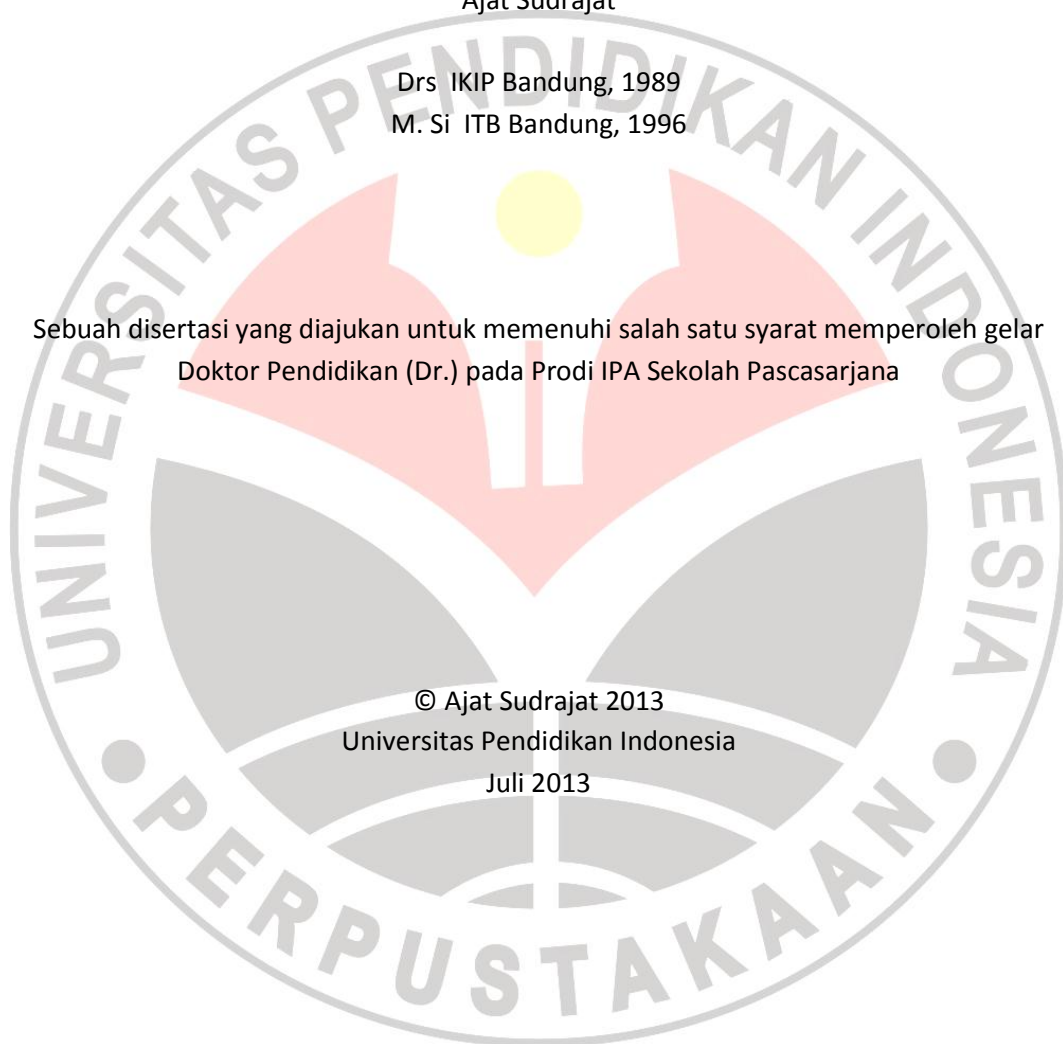 Ajat Sudrajat
Drs IKIP Bandung, 1989
M. Si ITB Bandung, 1996
Sebuah disertasi yang diajukan untuk memenuhi salah satu syarat memperoleh gelar
Doktor Pendidikan (Dr.) pada Prodi IPA Sekolah Pascasarjana
© Ajat Sudrajat 2013
Universitas Pendidikan Indonesia
Juli 2013
UNIVERSITAS PENDIDIKAN INDONESIA
PERPUSTAKAAN